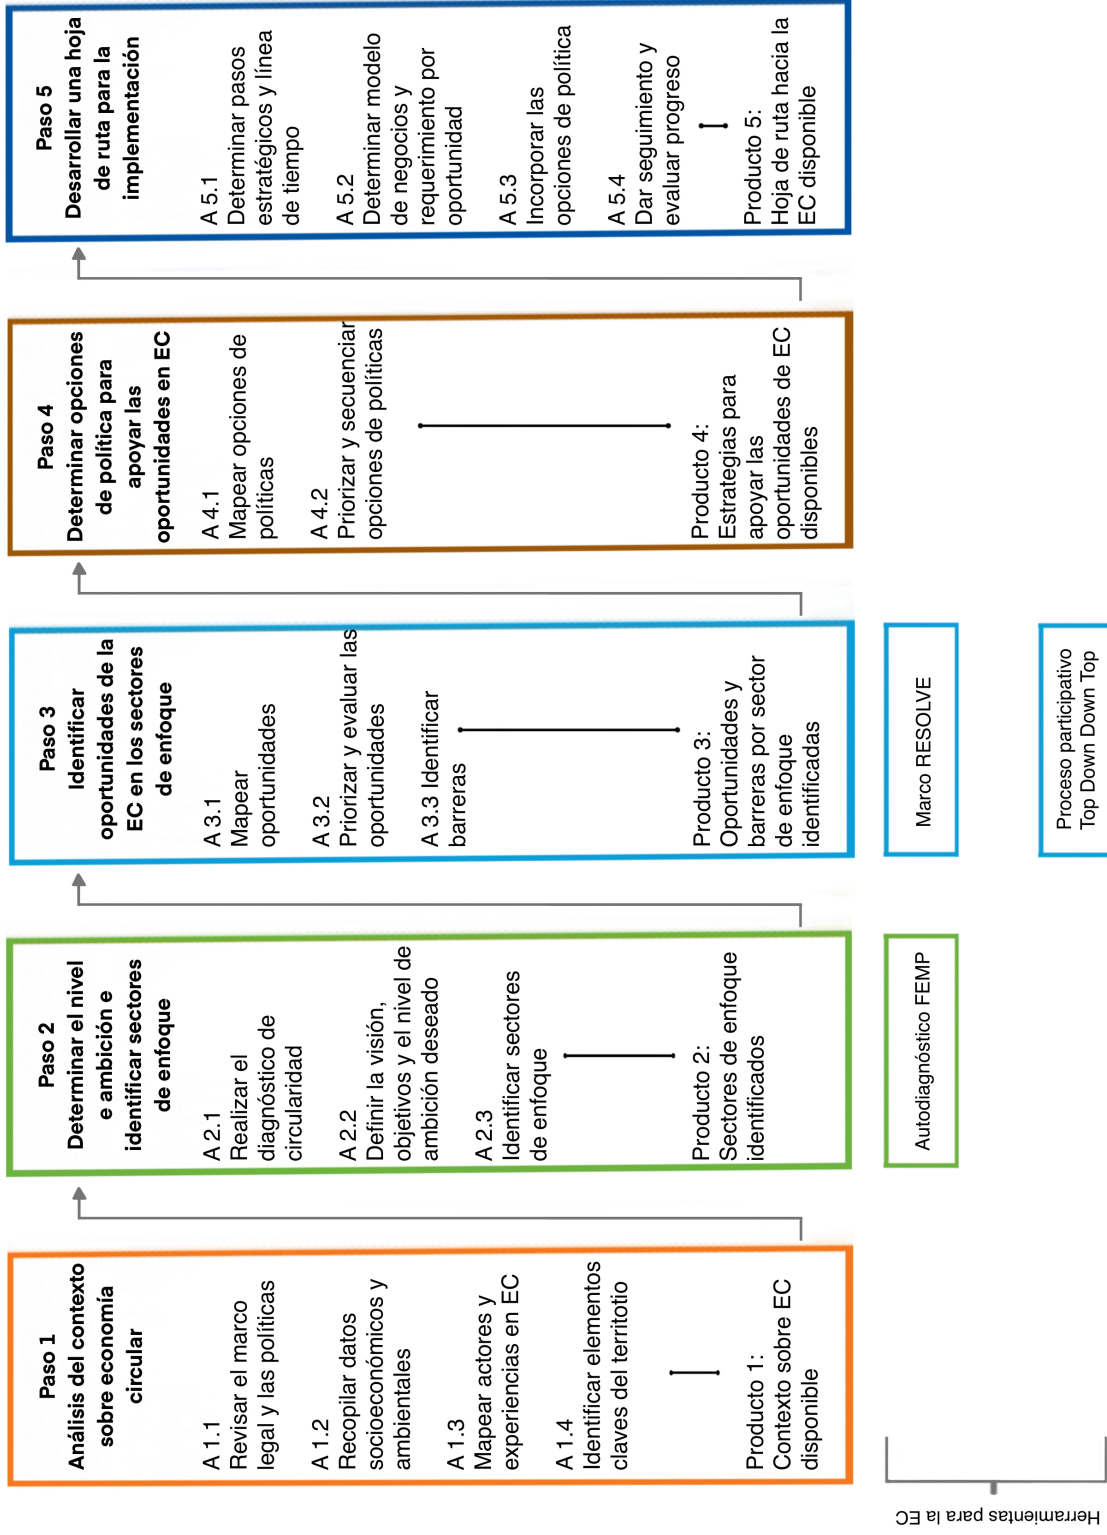 Paso 1
Análisis del contexto
sobre economía
circular
A 1.1
Revisar el marco
legal y las políticas
A 1.2
Recopilar datos
socioeconómicos y
ambientales
A 1.3
Mapear actores y
experiencias en EC
A 1.4
Identificar elementos
claves del territotio
Producto 1:
Contexto sobre EC
disponible
Paso 2
Determinar el nivel
e ambición e
identificar sectores
de enfoque
A 2.1
Realizar el
diagnóstico de
circularidad
A 2.2
Definir la visión,
objetivos y el nivel de
ambición deseado
A 2.3
Identificar sectores
de enfoque
Producto 2:
Sectores de enfoque
identificados
Paso 3
Identificar
oportunidades de la
EC en los sectores
de enfoque
A 3.1
Mapear
oportunidades
A 3.2
Priorizar y evaluar las
oportunidades
A 3.3 Identificar
barreras
Producto 3:
Oportunidades y
barreras por sector
de enfoque
identificadas
Paso 4
Determinar opciones
de política para
apoyar las
oportunidades en EC
A 4.1
Mapear opciones de
políticas
A 4.2
Priorizar y secuenciar
opciones de políticas
Producto 4:
Estrategias para
apoyar las
oportunidades de EC
disponibles
Paso 5
Desarrollar una hoja
de ruta para la
implementación
A 5.1
Determinar pasos
estratégicos y línea
de tiempo
A 5.2
Determinar modelo
de negocios y
requerimiento por
oportunidad
A 5.3
Incorporar las
opciones de política
A 5.4
Dar seguimiento y
evaluar progreso
Producto 5:
Hoja de ruta hacia la
EC disponible
Herramientas para la EC
Autodiagnóstico FEMP
Marco RESOLVE
Proceso participativo
Top Down Down Top